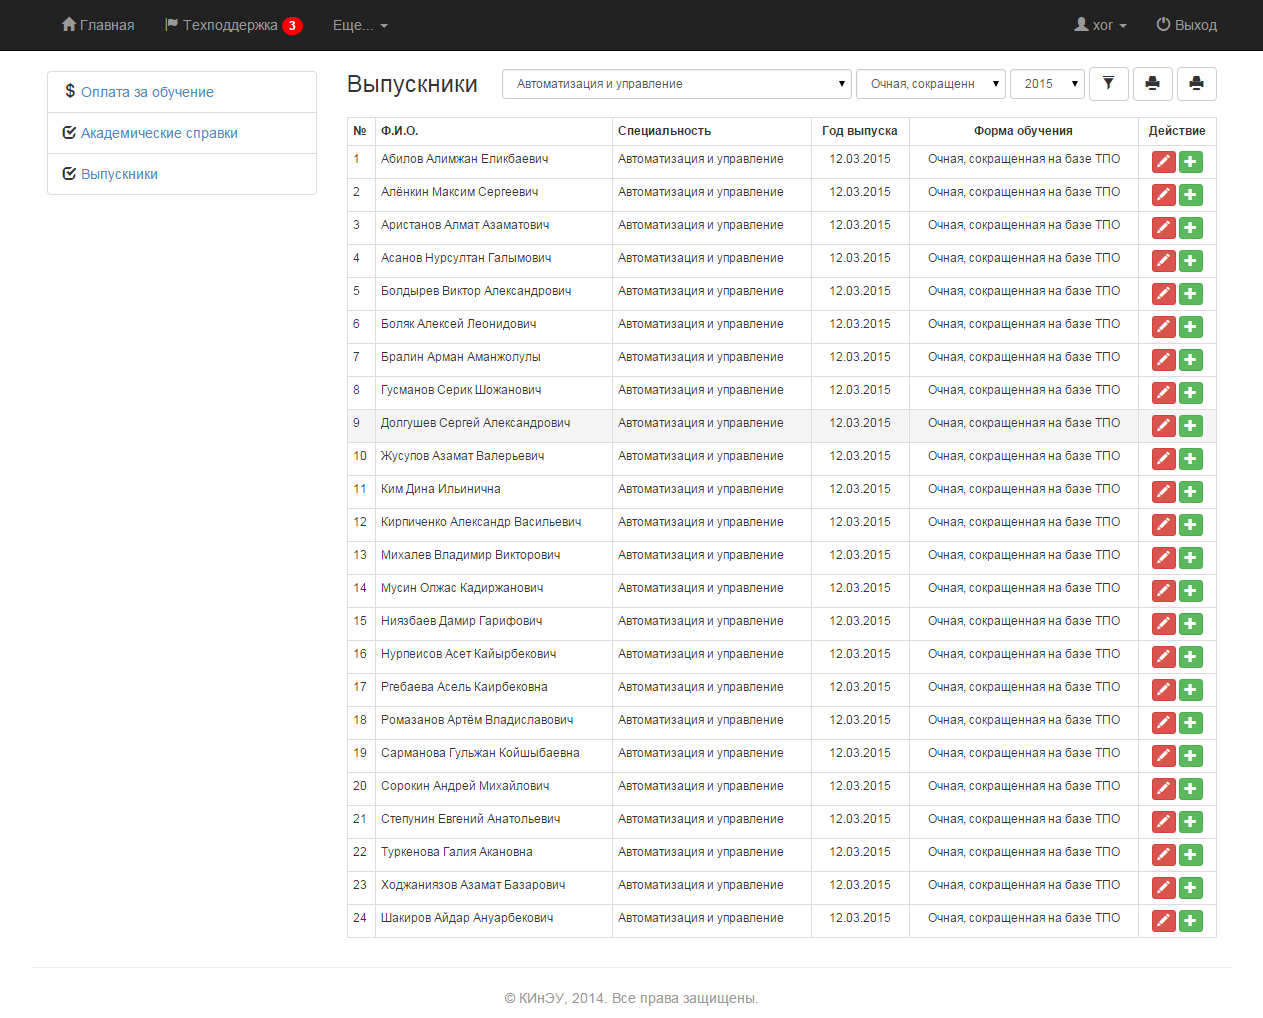 Главная Техподдержка 3 Еще... xor Выход
Оплата за обучение
Академические справки
Выпускники
Выпускники Автоматизация и управление Очная, сокращенн 2015
№ Ф.И.О. Специальность Год выпуска Форма обучения Действие
1 Абилов Алимжан Еликбаевич Автоматизация и управление 12.03.2015 Очная, сокращенная на базе ТПО
2 Алёнкин Максим Сергеевич Автоматизация и управление 12.03.2015 Очная, сокращенная на базе ТПО
3 Аристанов Алмат Азаматович Автоматизация и управление 12.03.2015 Очная, сокращенная на базе ТПО
4 Асанов Нурсултан Галымович Автоматизация и управление 12.03.2015 Очная, сокращенная на базе ТПО
5 Болдырев Виктор Александрович Автоматизация и управление 12.03.2015 Очная, сокращенная на базе ТПО
6 Боляк Алексей Леонидович Автоматизация и управление 12.03.2015 Очная, сокращенная на базе ТПО
7 Бралин Арман Аманжолулы Автоматизация и управление 12.03.2015 Очная, сокращенная на базе ТПО
8 Гусманов Серик Шожанович Автоматизация и управление 12.03.2015 Очная, сокращенная на базе ТПО
9 Долгушев Сергей Александрович Автоматизация и управление 12.03.2015 Очная, сокращенная на базе ТПО
10 Жусупов Азамат Валерьевич Автоматизация и управление 12.03.2015 Очная, сокращенная на базе ТПО
11 Ким Дина Ильинична Автоматизация и управление 12.03.2015 Очная, сокращенная на базе ТПО
12 Кирпиченко Александр Васильевич Автоматизация и управление 12.03.2015 Очная, сокращенная на базе ТПО
13 Михалев Владимир Викторович Автоматизация и управление 12.03.2015 Очная, сокращенная на базе ТПО
14 Мусин Олжас Кадиржанович Автоматизация и управление 12.03.2015 Очная, сокращенная на базе ТПО
15 Ниязбаев Дамир Гарифович Автоматизация и управление 12.03.2015 Очная, сокращенная на базе ТПО
16 Нурпеисов Асет Кайырбекович Автоматизация и управление 12.03.2015 Очная, сокращенная на базе ТПО
17 Ргебаева Асель Каирбековна Автоматизация и управление 12.03.2015 Очная, сокращенная на базе ТПО
18 Ромазанов Артём Владиславович Автоматизация и управление 12.03.2015 Очная, сокращенная на базе ТПО
19 Сарманова Гульжан Койшыбаевна Автоматизация и управление 12.03.2015 Очная, сокращенная на базе ТПО
20 Сорокин Андрей Михайлович Автоматизация и управление 12.03.2015 Очная, сокращенная на базе ТПО
21 Степунин Евгений Анатольевич Автоматизация и управление 12.03.2015 Очная, сокращенная на базе ТПО
22 Туркенова Галия Акановна Автоматизация и управление 12.03.2015 Очная, сокращенная на базе ТПО
23 Ходжаниязов Азамат Базарович Автоматизация и управление 12.03.2015 Очная, сокращенная на базе ТПО
24 Шакиров Айдар Ануарбекович Автоматизация и управление 12.03.2015 Очная, сокращенная на базе ТПО
© КИнЭУ, 2014. Все права защищены.